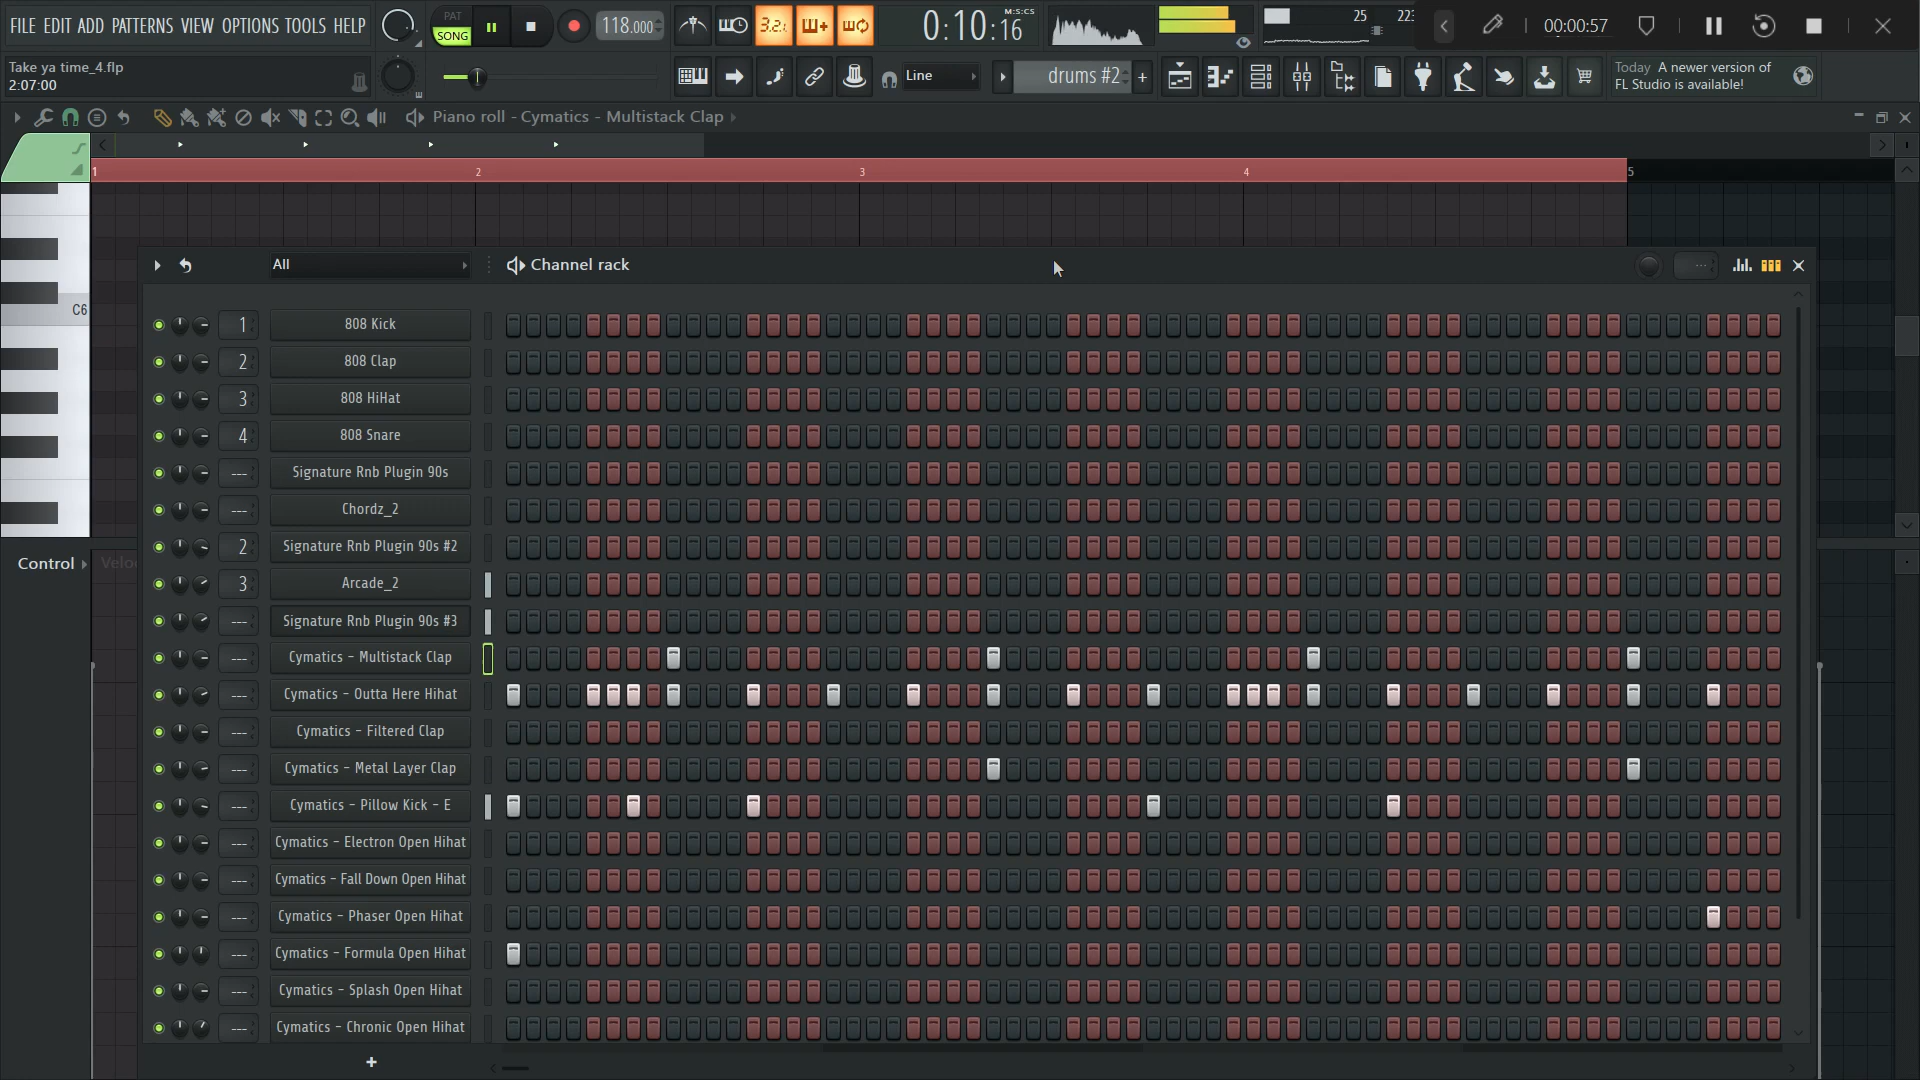 FILE EDIT ADD PATTERNS VIEW OPTIONS TOOLS HELP
PAT
SONG
118.000
3.2.
0:10:16
M:S:CS
25
223
00:00:57
Take ya time_4.flp
2:07:00
Line
drums #2
+
Today A newer version of
FL Studio is available!
Piano roll - Cymatics - Multistack Clap
1 2 3 4 5
C6
All
Channel rack
1 808 Kick
2 808 Clap
3 808 HiHat
4 808 Snare
--- Signature Rnb Plugin 90s
--- Chordz_2
2 Signature Rnb Plugin 90s #2
3 Arcade_2
--- Signature Rnb Plugin 90s #3
--- Cymatics - Multistack Clap
--- Cymatics - Outta Here Hihat
--- Cymatics - Filtered Clap
--- Cymatics - Metal Layer Clap
--- Cymatics - Pillow Kick - E
--- Cymatics - Electron Open Hihat
--- Cymatics - Fall Down Open Hihat
--- Cymatics - Phaser Open Hihat
--- Cymatics - Formula Open Hihat
--- Cymatics - Splash Open Hihat
--- Cymatics - Chronic Open Hihat
+
Control